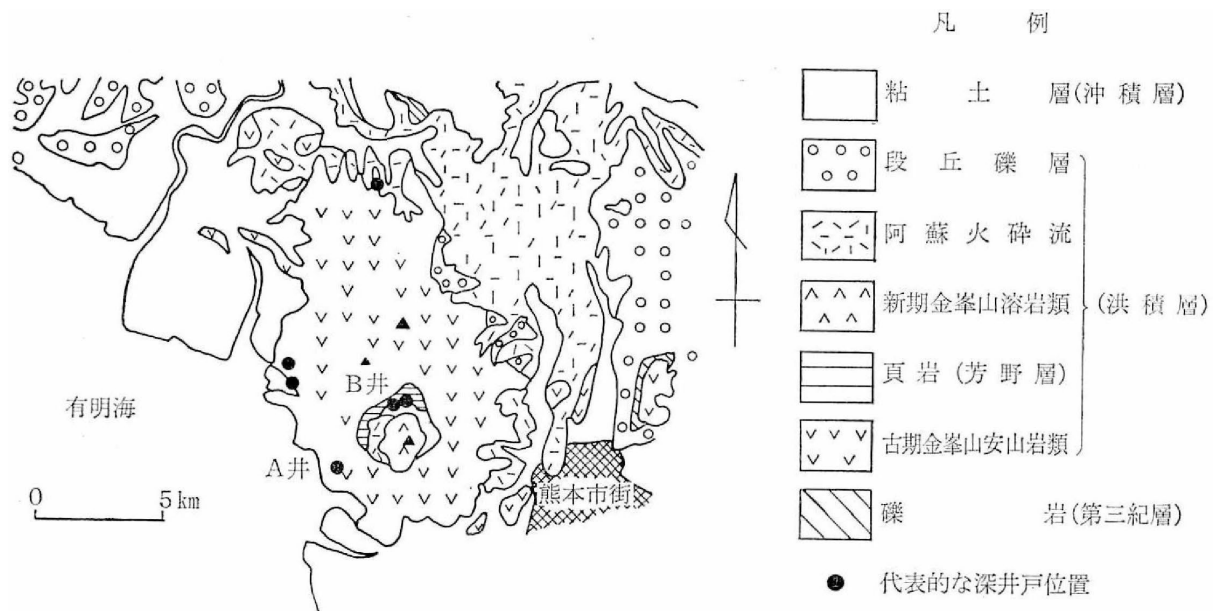 凡例
粘土層(沖積層)
段丘礫層
阿蘇火砕流
新期金峯山溶岩類
(洪積層)
頁岩(芳野層)
古期金峯山安山岩類
礫岩(第三紀層)
代表的な深井戸位置
B井
有明海
A井
0 5km
熊本市街